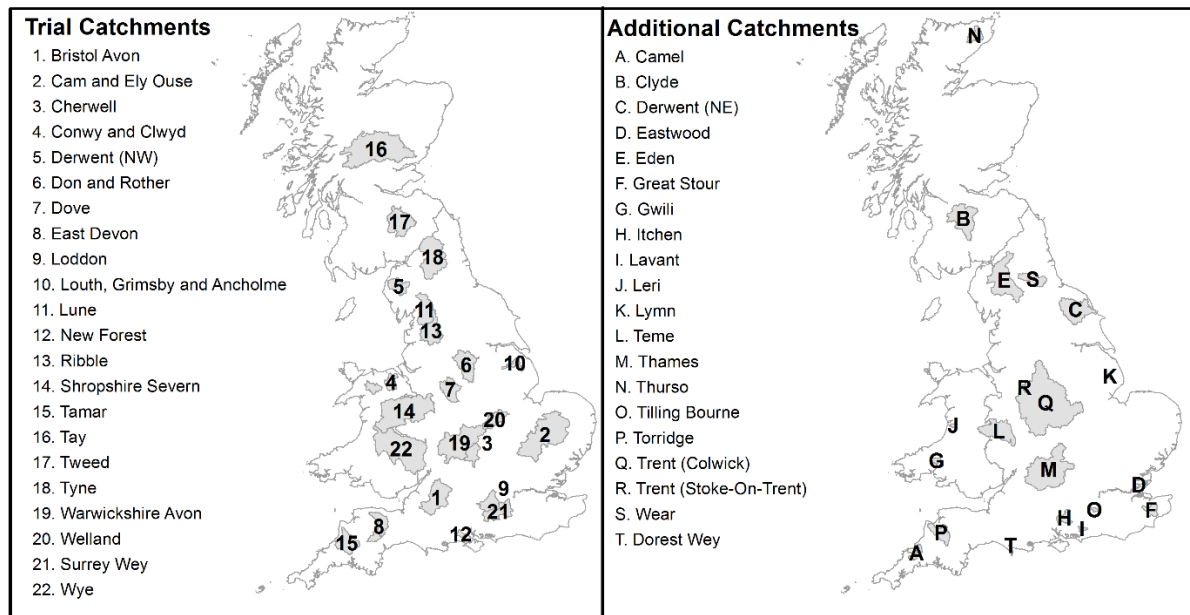 Trial Catchments
1. Bristol Avon
2. Cam and Ely Ouse
3. Cherwell
4. Conwy and Clwyd
5. Derwent (NW)
6. Don and Rother
7. Dove
8. East Devon
9. Loddon
10. Louth, Grimsby and Ancholme
11. Lune
12. New Forest
13. Ribble
14. Shropshire Severn
15. Tamar
16. Tay
17. Tweed
18. Tyne
19. Warwickshire Avon
20. Welland
21. Surrey Wey
22. Wye
16
17
18
5
11
13
6
10
4
7
14
20
2
19
3
22
1
9
21
8
12
15
Additional Catchments
A. Camel
B. Clyde
C. Derwent (NE)
D. Eastwood
E. Eden
F. Great Stour
G. Gwili
H. Itchen
I. Lavant
J. Leri
K. Lymn
L. Teme
M. Thames
N. Thurso
O. Tilling Bourne
P. Torridge
Q. Trent (Colwick)
R. Trent (Stoke-On-Trent)
S. Wear
T. Dorest Wey
N
B
E
S
C
K
R
Q
J
L
G
M
D
O
F
H
I
P
T
A